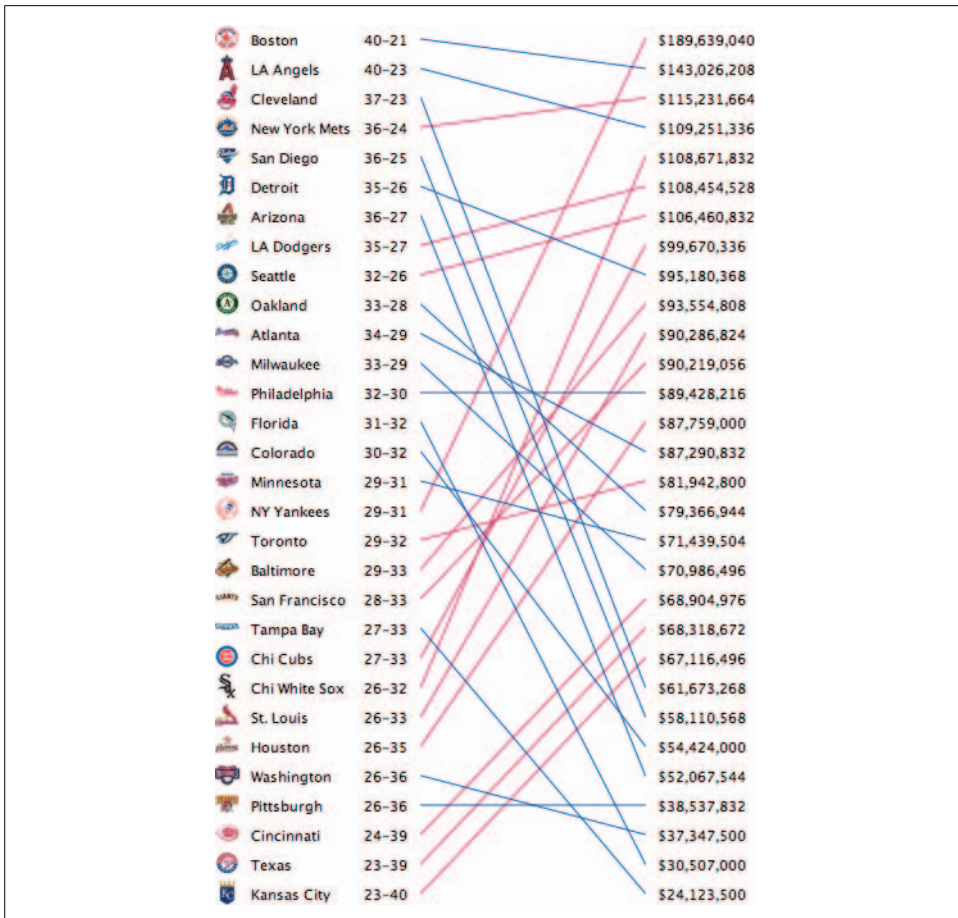 Boston 40–21 $189,639,040
LA Angels 40–23 $143,026,208
Cleveland 37–23 $115,231,664
New York Mets 36–24 $109,251,336
San Diego 36–25 $108,671,832
Detroit 35–26 $108,454,528
Arizona 36–27 $106,460,832
LA Dodgers 35–27 $99,670,336
Seattle 32–26 $95,180,368
Oakland 33–28 $93,554,808
Atlanta 34–29 $90,286,824
Milwaukee 33–29 $90,219,056
Philadelphia 32–30 $89,428,216
Florida 31–32 $87,759,000
Colorado 30–32 $87,290,832
Minnesota 29–31 $81,942,800
NY Yankees 29–31 $79,366,944
Toronto 29–32 $71,439,504
Baltimore 29–33 $70,986,496
San Francisco 28–33 $68,904,976
Tampa Bay 27–33 $68,318,672
Chi Cubs 27–33 $67,116,496
Chi White Sox 26–32 $61,673,268
St. Louis 26–33 $58,110,568
Houston 26–35 $54,424,000
Washington 26–36 $52,067,544
Pittsburgh 26–36 $38,537,832
Cincinnati 24–39 $37,347,500
Texas 23–39 $30,507,000
Kansas City 23–40 $24,123,500